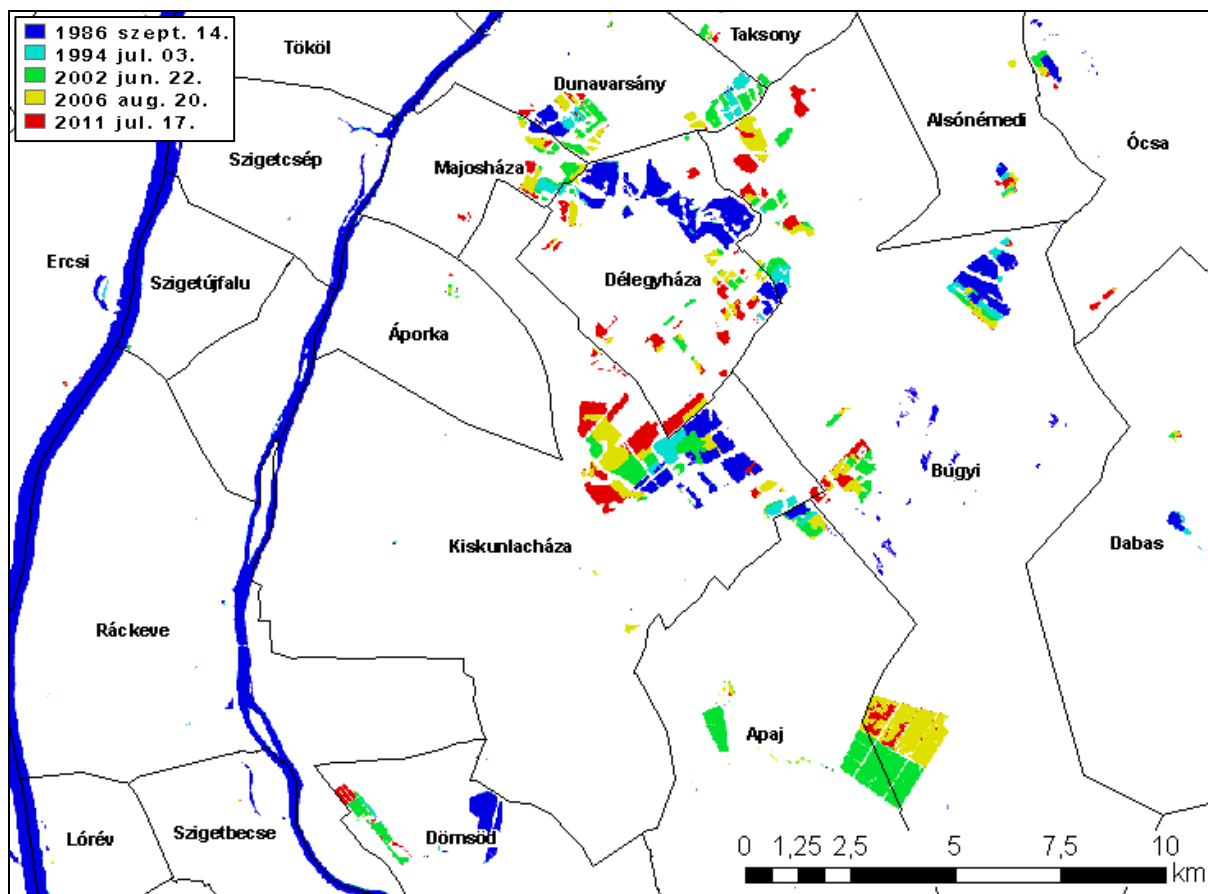 1986 szept. 14.
1994 jul. 03.
2002 jun. 22.
2006 aug. 20.
2011 jul. 17.
Tököl
Taksony
Dunavarsány
Alsónémedi
Ócsa
Szigetcsép
Majosháza
Ercsi
Szigetújfalu
Délegyháza
Áporka
Bugyi
Kiskunlacháza
Dabas
Ráckeve
Apaj
Lórév
Szigetbecse
Dömsöd
0 1,25 2,5 5 7,5 10
km